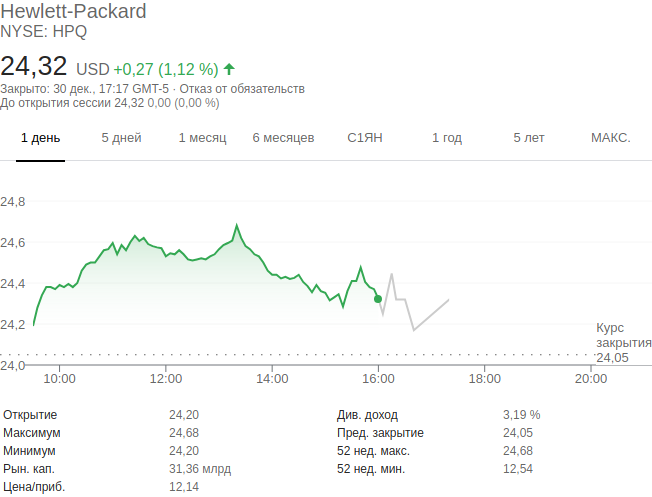 Hewlett-Packard
NYSE: HPQ
24,32 USD +0,27 (1,12 %)
Закрыто: 30 дек., 17:17 GMT-5 · Отказ от обязательств
До открытия сессии 24,32 0,00 (0,00 %)
1 день 5 дней 1 месяц 6 месяцев С1ЯН 1 год 5 лет МАКС.
24,8
24,6
24,4
24,2
Курс
закрытия
24,05
24,0
10:00 12:00 14:00 16:00 18:00 20:00
Открытие 24,20 Див. доход 3,19 %
Максимум 24,68 Пред. закрытие 24,05
Минимум 24,20 52 нед. макс. 24,68
Рын. кап. 31,36 млрд 52 нед. мин. 12,54
Цена/приб. 12,14